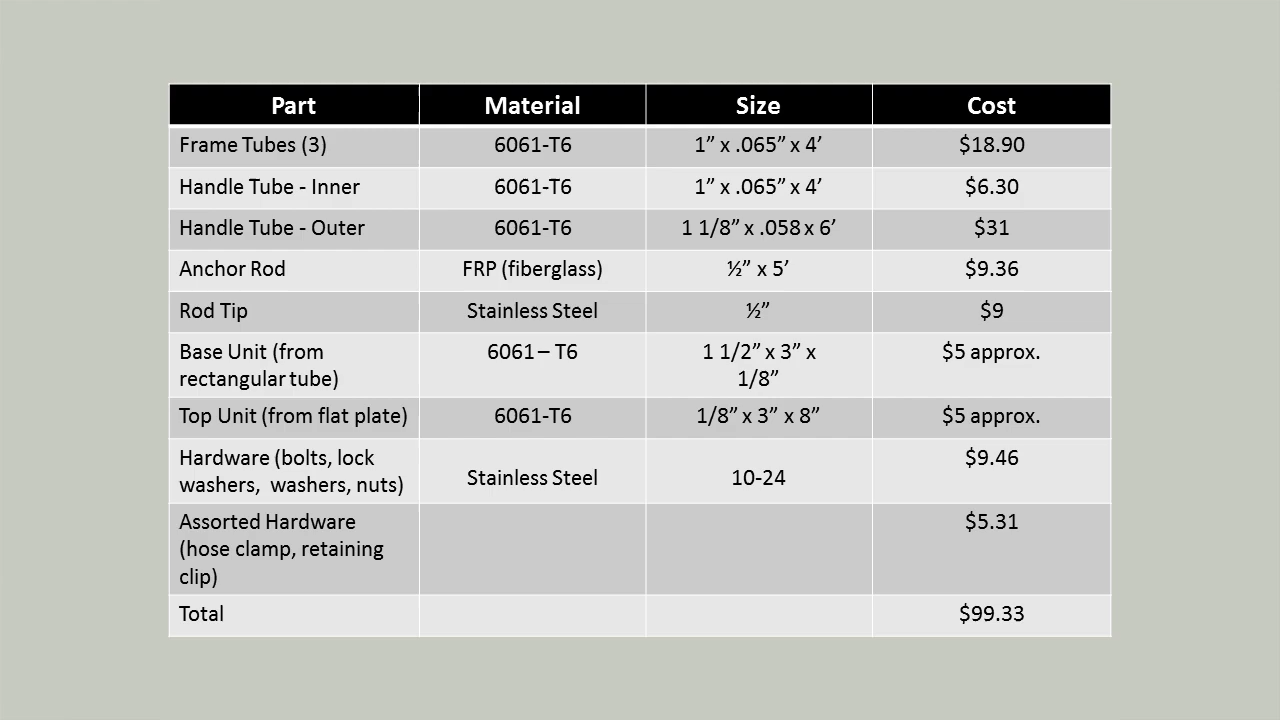 Part Material Size Cost
Frame Tubes (3) 6061-T6 1” x .065” x 4’ $18.90
Handle Tube - Inner 6061-T6 1” x .065” x 4’ $6.30
Handle Tube - Outer 6061-T6 1 1/8” x .058 x 6’ $31
Anchor Rod FRP (fiberglass) ½” x 5’ $9.36
Rod Tip Stainless Steel ½” $9
Base Unit (from 6061 – T6 1 1/2” x 3” x $5 approx.
rectangular tube) 1/8”
Top Unit (from flat plate) 6061-T6 1/8” x 3” x 8” $5 approx.
Hardware (bolts, lock $9.46
washers, washers, nuts) Stainless Steel 10-24
Assorted Hardware $5.31
(hose clamp, retaining
clip)
Total $99.33